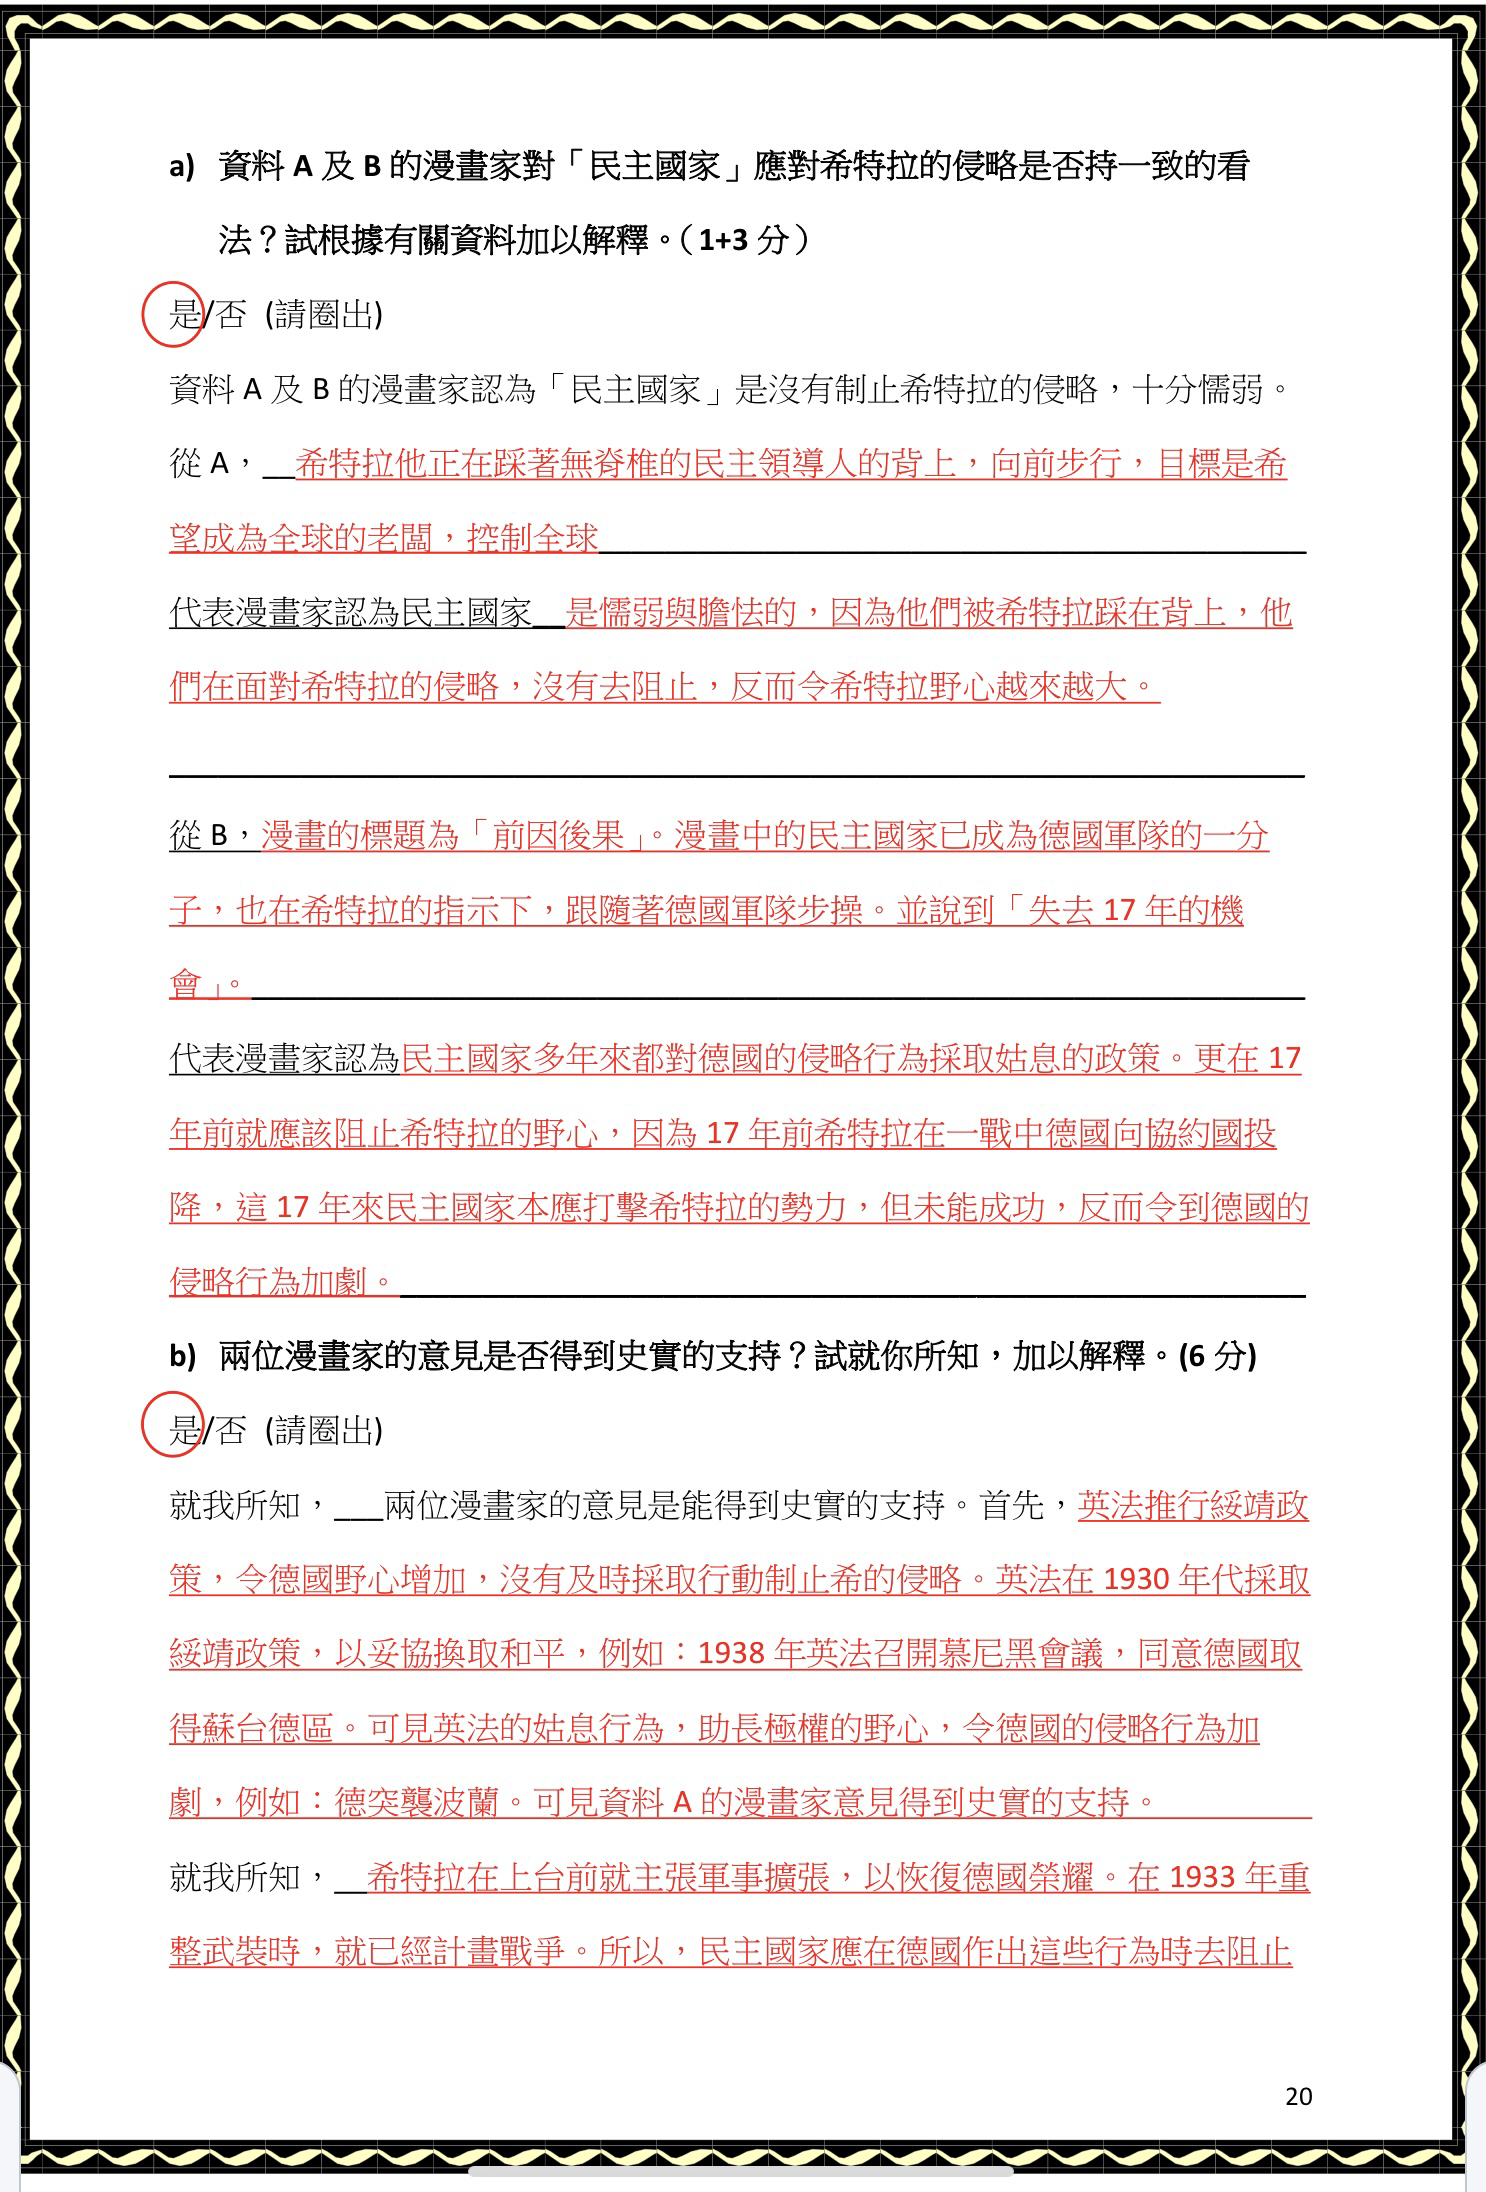 a) 資料 A 及 B 的漫畫家對「民主國家」應對希特拉的侵略是否持一致的看
法？試根據有關資料加以解釋。（1+3 分）
是/否 (請圈出)
資料 A 及 B 的漫畫家認為「民主國家」是沒有制止希特拉的侵略，十分懦弱。
從 A，__希特拉他正在踩著無脊椎的民主領導人的背上，向前步行，目標是希
望成為全球的老闆，控制全球
代表漫畫家認為民主國家__是懦弱與膽怯的，因為他們被希特拉踩在背上，他
們在面對希特拉的侵略，沒有去阻止，反而令希特拉野心越來越大。
從 B，漫畫的標題為「前因後果」。漫畫中的民主國家已成為德國軍隊的一分
子，也在希特拉的指示下，跟隨著德國軍隊步操。並說到「失去 17 年的機
會」。
代表漫畫家認為民主國家多年來都對德國的侵略行為採取姑息的政策。更在 17
年前就應該阻止希特拉的野心，因為 17 年前希特拉在一戰中德國向協約國投
降，這 17 年來民主國家本應打擊希特拉的勢力，但未能成功，反而令到德國的
侵略行為加劇。
b) 兩位漫畫家的意見是否得到史實的支持？試就你所知，加以解釋。(6 分)
是/否 (請圈出)
就我所知，___兩位漫畫家的意見是能得到史實的支持。首先，英法推行綏靖政
策，令德國野心增加，沒有及時採取行動制止希的侵略。英法在 1930 年代採取
綏靖政策，以妥協換取和平，例如：1938 年英法召開慕尼黑會議，同意德國取
得蘇台德區。可見英法的姑息行為，助長極權的野心，令德國的侵略行為加
劇，例如：德突襲波蘭。可見資料 A 的漫畫家意見得到史實的支持。
就我所知，__希特拉在上台前就主張軍事擴張，以恢復德國榮耀。在 1933 年重
整武裝時，就已經計畫戰爭。所以，民主國家應在德國作出這些行為時去阻止
20